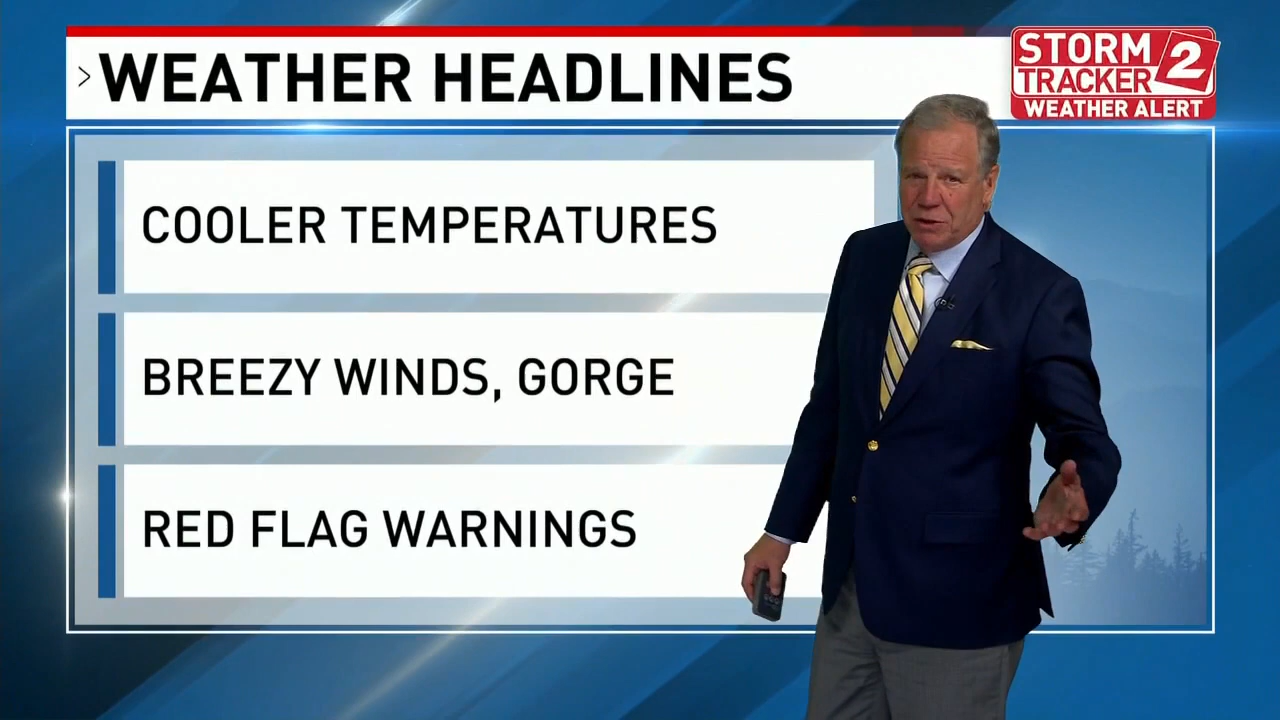 > WEATHER HEADLINES
STORM
TRACKER 2
WEATHER ALERT
COOLER TEMPERATURES
BREEZY WINDS, GORGE
RED FLAG WARNINGS